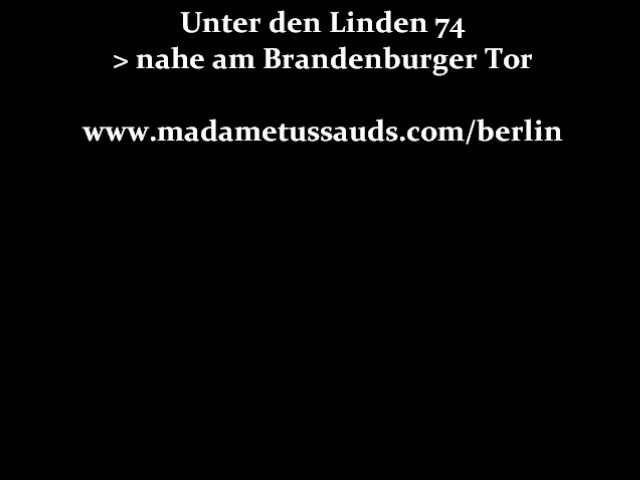 Unter den Linden 74
> nahe am Brandenburger Tor
www.madametussauds.com/berlin